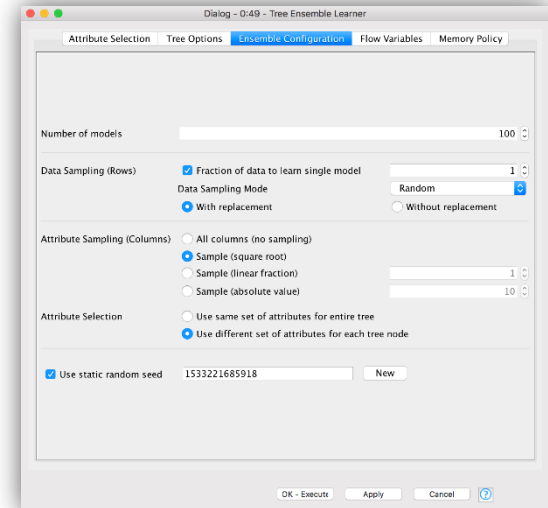 Dialog - 0:49 - Tree Ensemble Learner
Attribute Selection Tree Options Ensemble Configuration Flow Variables Memory Policy
Number of models 100
Data Sampling (Rows) Fraction of data to learn single model 1
Data Sampling Mode Random
With replacement Without replacement
Attribute Sampling (Columns) All columns (no sampling)
Sample (square root)
Sample (linear fraction) 1
Sample (absolute value) 10
Attribute Selection Use same set of attributes for entire tree
Use different set of attributes for each tree node
Use static random seed 1533221685918 New
OK - Execute Apply Cancel ?